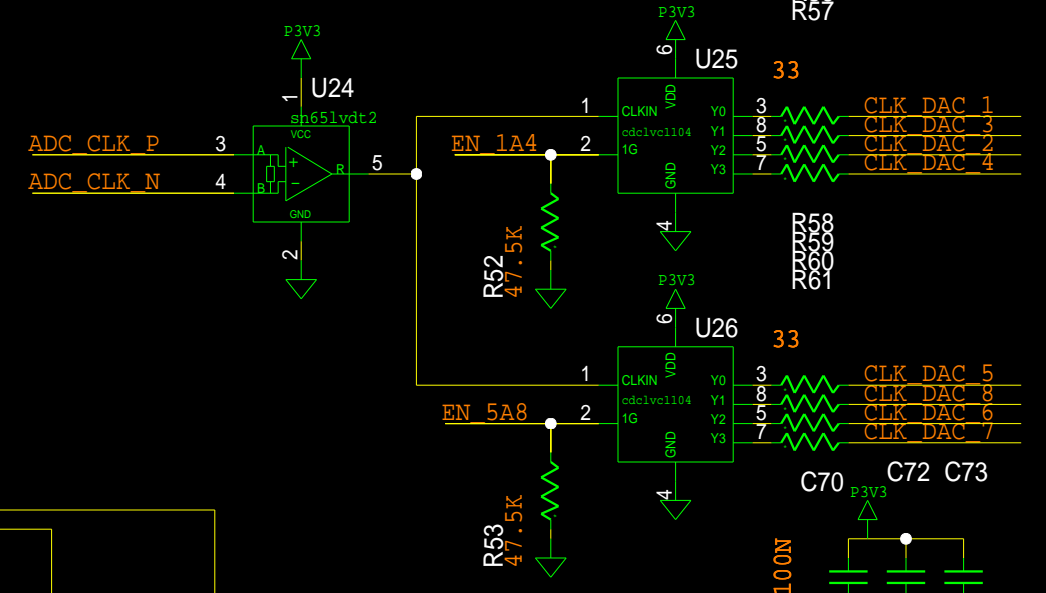 R57
P3V3
U25
33
6
VDD
1
CLKIN
cdclvc1104
EN_1A4
2
1G
Y0
3
CLK_DAC_1
Y1
8
CLK_DAC_3
Y2
5
CLK_DAC_2
Y3
7
CLK_DAC_4
GND
4
P3V3
U24
1
sn65lvdt2
VCC
ADC_CLK_P
3
A
+
R
5
ADC_CLK_N
4
B
−
GND
2
R52
47.5K
R58
R59
R60
R61
P3V3
U26
33
6
VDD
1
CLKIN
cdclvc1104
EN_5A8
2
1G
Y0
3
CLK_DAC_5
Y1
8
CLK_DAC_8
Y2
5
CLK_DAC_6
Y3
7
CLK_DAC_7
GND
4
R53
47.5K
C70
C72
C73
P3V3
100N